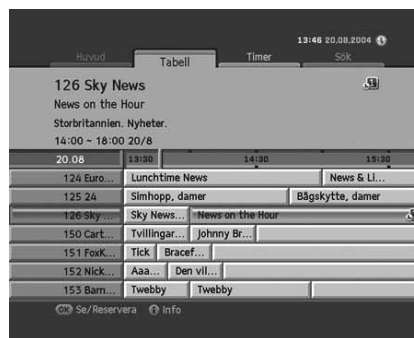 13:46 20.08.2004
Huvud Tabell Timer Sök
126 Sky News
News on the Hour
Storbritannien. Nyheter.
14:00 ~ 18:00 20/8
20.08 13:30 14:30 15:30
124 Euro... Lunchtime News News & Li...
125 24 Simhopp, damer Bågskytte, damer
126 Sky ... Sky News... News on the Hour
150 Cart... Tvillingar... Johnny Br...
151 FoxK... Tick Bracef...
152 Nick... Aaa... Den vil...
153 Barn... Twebby Twebby
OK Se/Reservera i Info